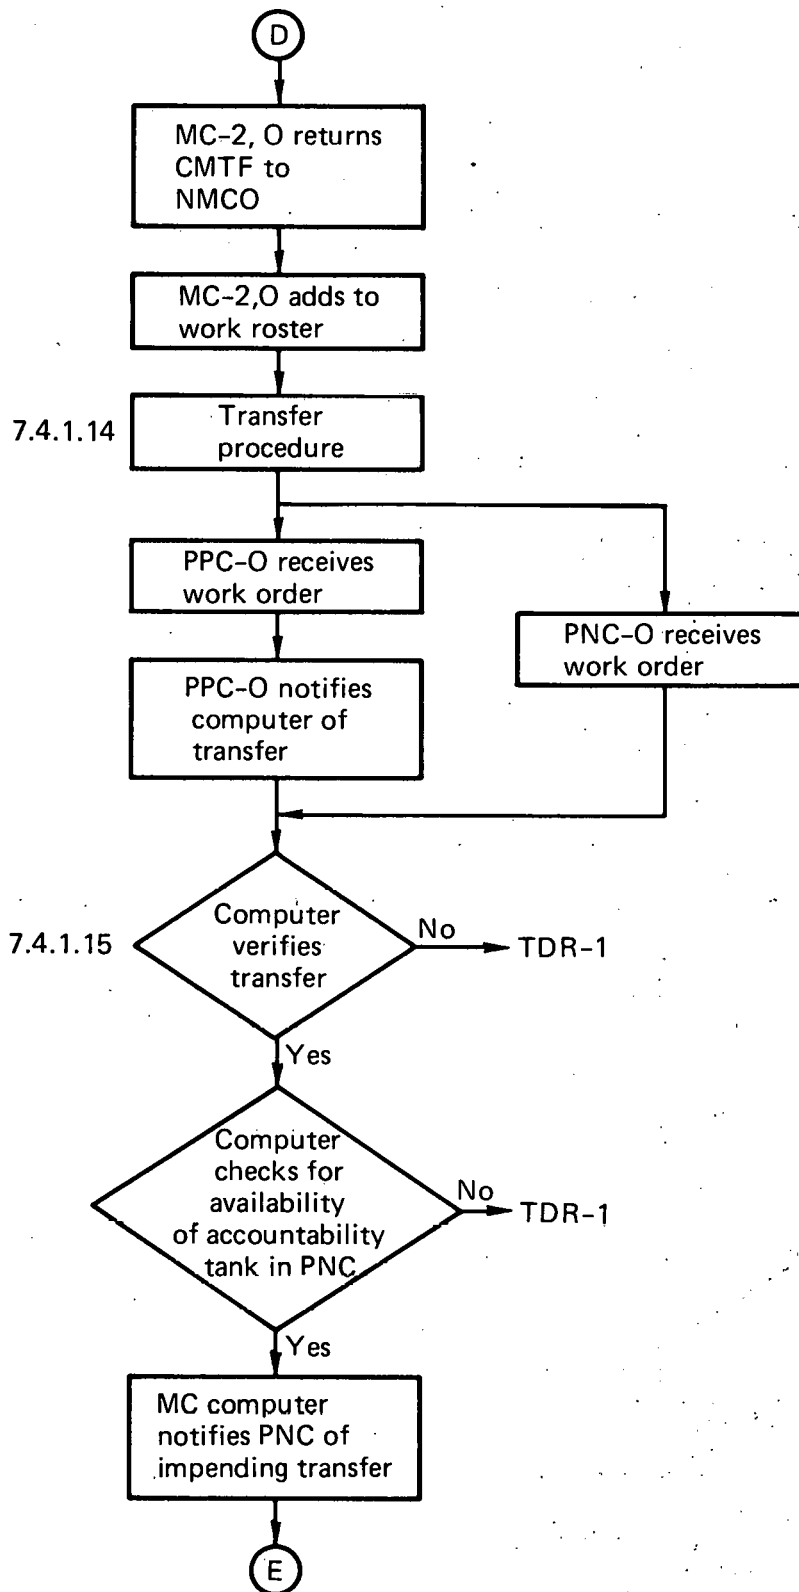 D
MC-2, O returns
CMTF to
NMCO
MC-2,O adds to
work roster
7.4.1.14
Transfer
procedure
PPC-O receives
work order
PNC-O receives
work order
PPC-O notifies
computer of
transfer
7.4.1.15
Computer
verifies
transfer
No
TDR-1
Yes
Computer
checks for
availability
of accountability
tank in PNC
No
TDR-1
Yes
MC computer
notifies PNC of
impending transfer
E